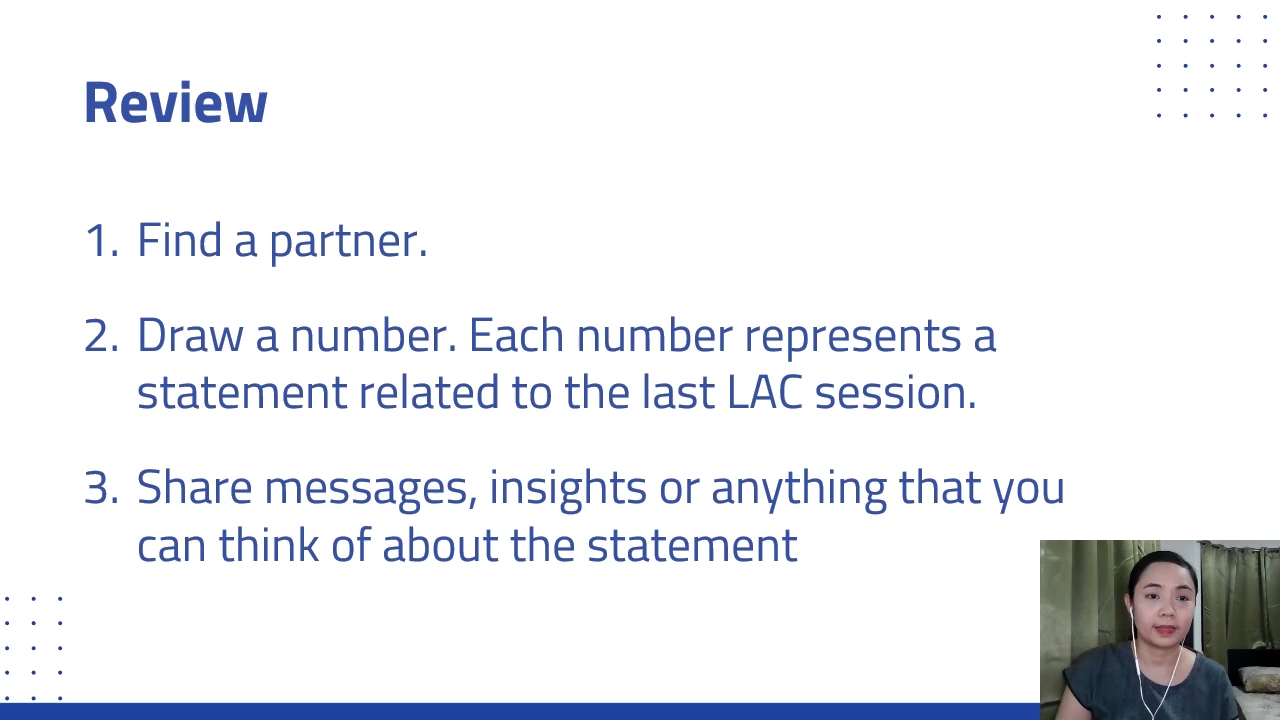 Review
1. Find a partner.
2. Draw a number. Each number represents a
statement related to the last LAC session.
3. Share messages, insights or anything that you
can think of about the statement